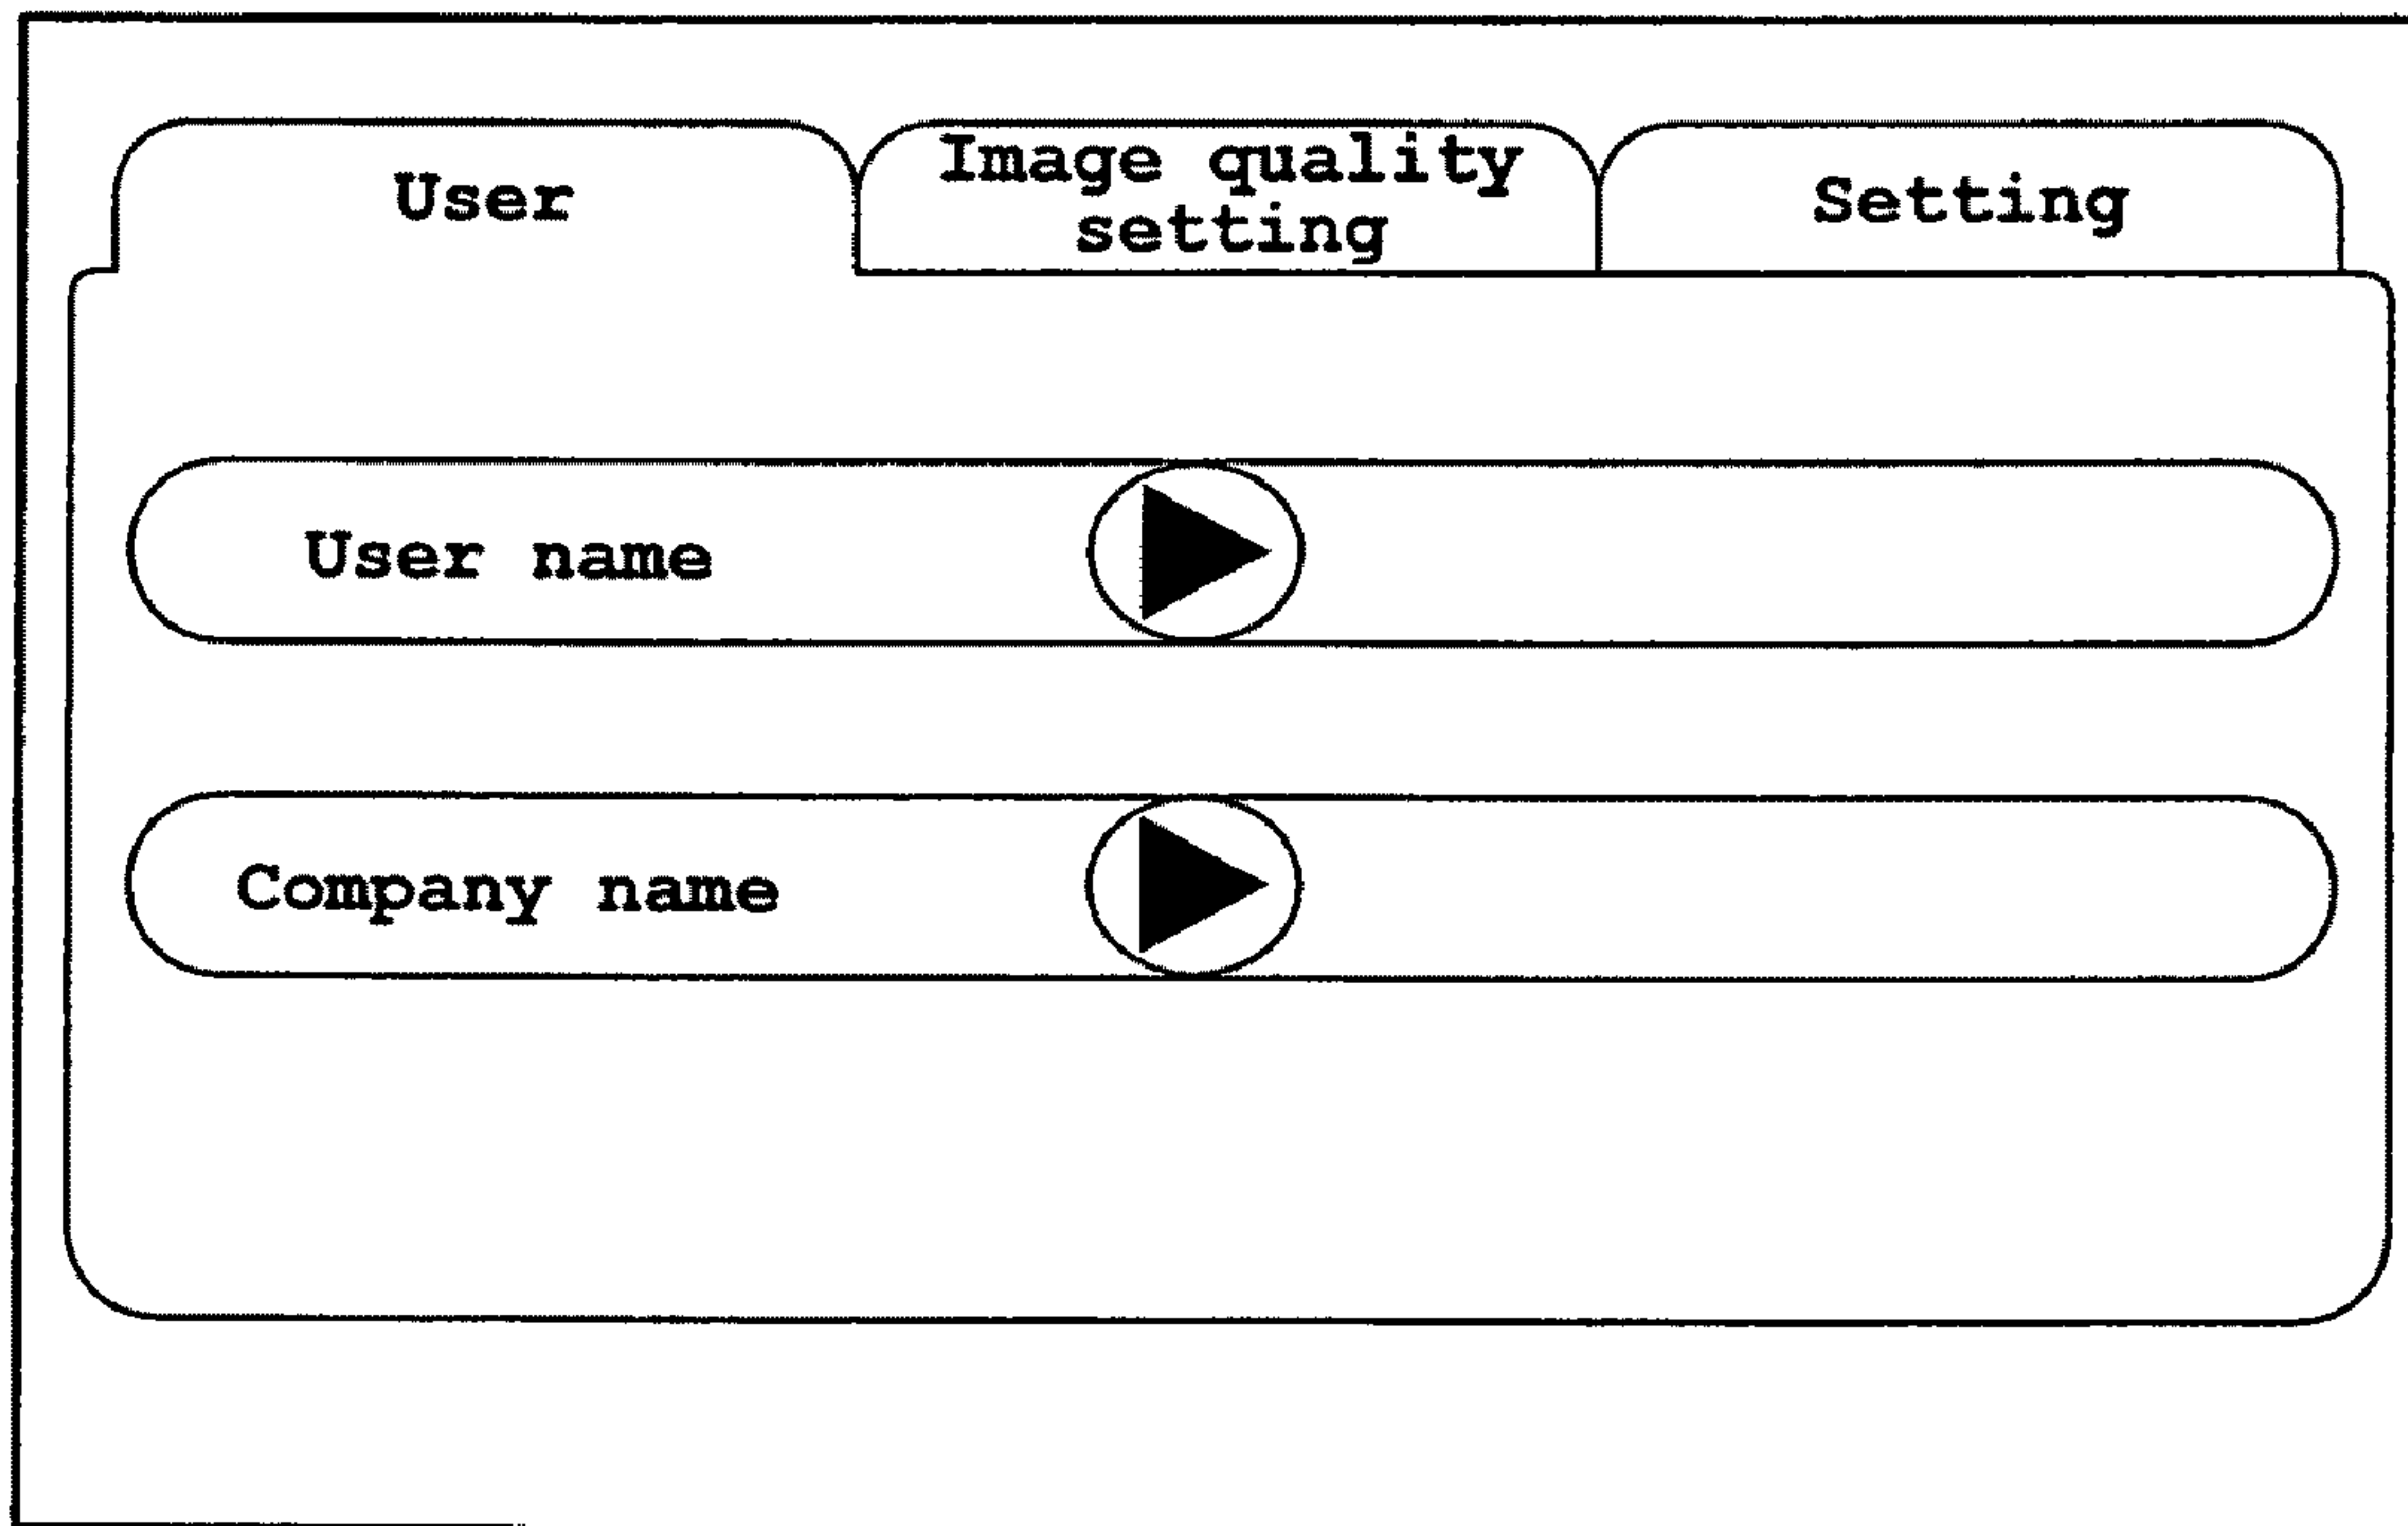 User
Image quality
setting
Setting
User name
Company name